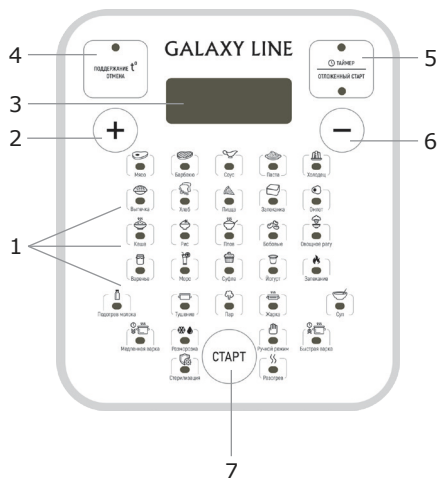 4
GALAXY LINE
5
ПОДДЕРЖАНИЕ t°
ОТМЕНА
ТАЙМЕР
ОТЛОЖЕННЫЙ СТАРТ
3
2
+
−
6
Мясо Барбекю Соус Паста Холодец
Выпечка Хлеб Пицца Запеканка Омлет
1
Каша Рис Плов Бобовые Овощное рагу
Варенье Морс Суфле Йогурт Запекание
Подогрев молока Тушение Пар Жарка Суп
Медленная варка Разморозка СТАРТ Ручной режим Быстрая варка
Стерилизация Разогрев
7